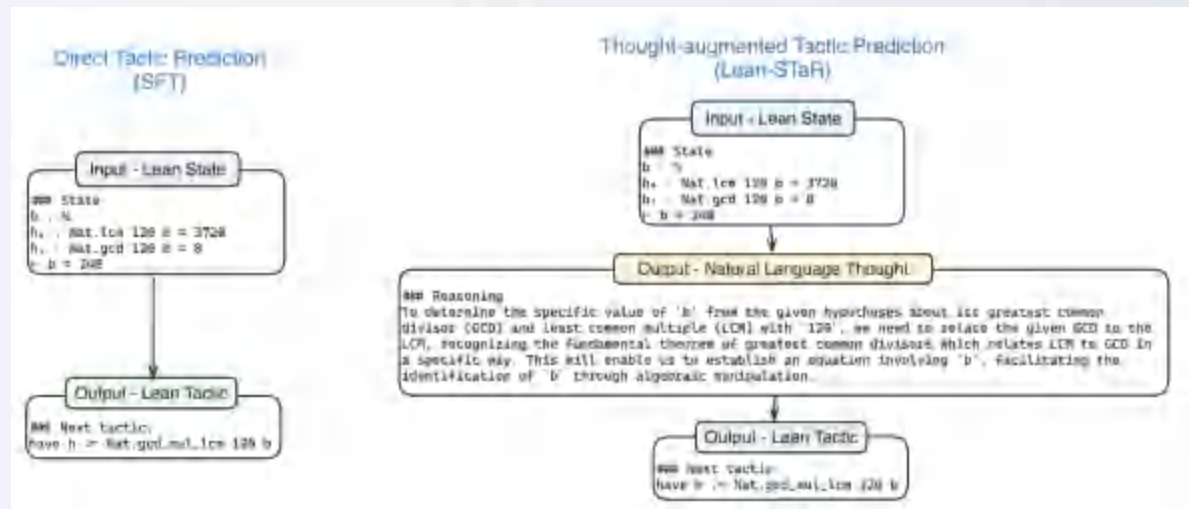 Direct Tactic Prediction
(SFT)
Input - Lean State
### State
b : ℕ
h₀ : Nat.lcm 120 b = 3720
h₁ : Nat.gcd 120 b = 8
⊢ b = 248
Output - Lean Tactic
### Next tactic:
have h := Nat.gcd_mul_lcm 120 b
Thought-augmented Tactic Prediction
(Lean-STaR)
Input - Lean State
### State
b : ℕ
h₀ : Nat.lcm 120 b = 3720
h₁ : Nat.gcd 120 b = 8
⊢ b = 248
Output - Natural Language Thought
### Reasoning
To determine the specific value of `b` from the given hypotheses about its greatest common
divisor (GCD) and least common multiple (LCM) with `120`, we need to relate the given GCD to the
LCM, recognizing the fundamental theorem of greatest common divisors which relates LCM to GCD in
a specific way. This will enable us to establish an equation involving `b`, facilitating the
identification of `b` through algebraic manipulation.
Output - Lean Tactic
### Next tactic
have h := Nat.gcd_mul_lcm 120 b